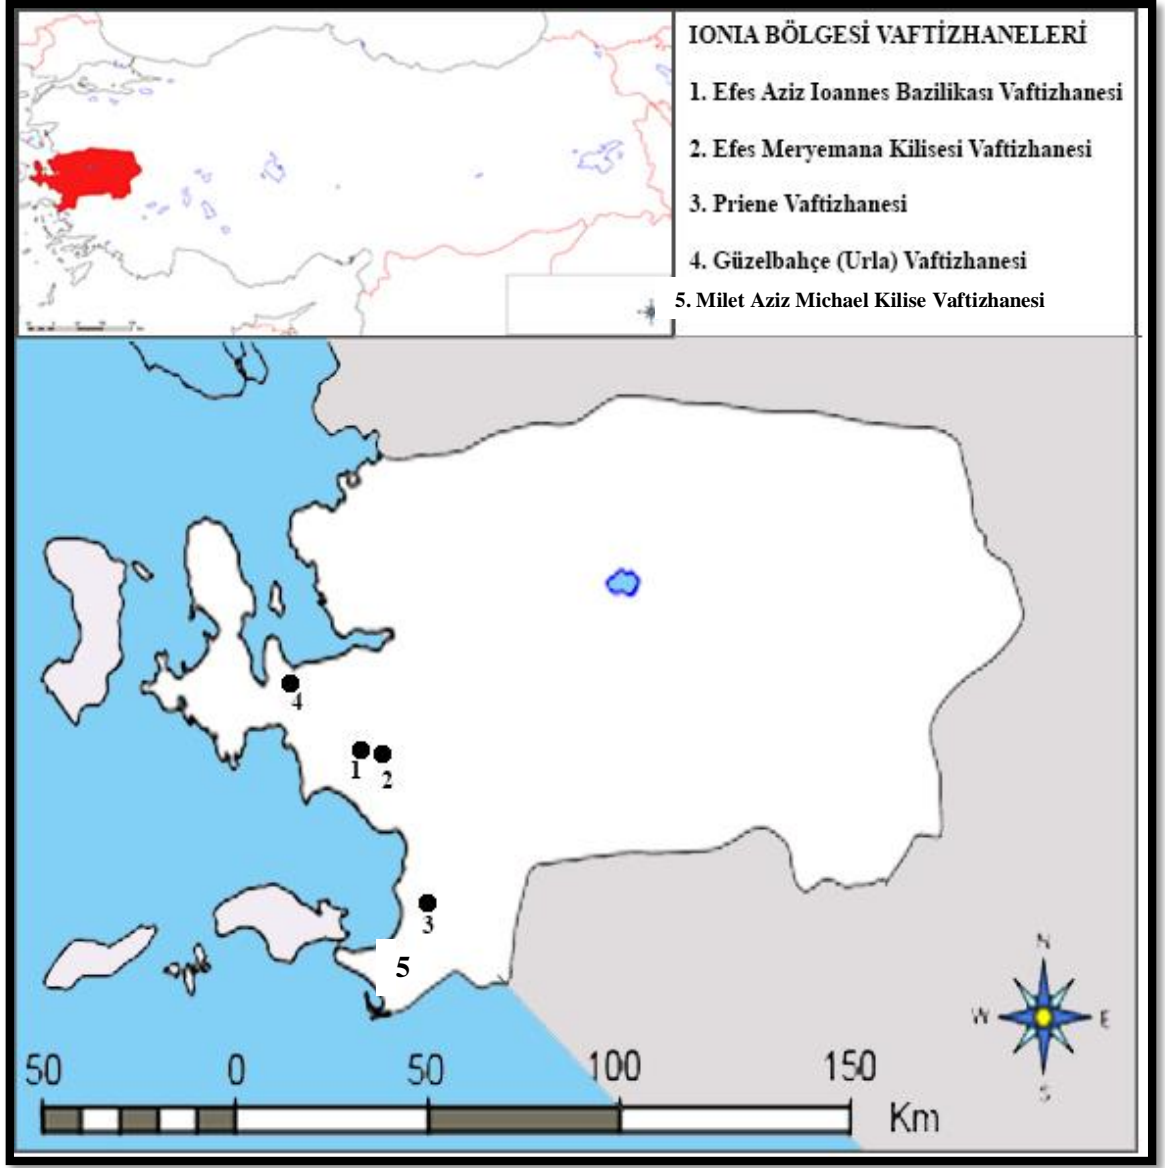 IONIA BÖLGESİ VAFTİZHANELERİ
1. Efes Aziz Ioannes Bazilikası Vaftizhanesi
2. Efes Meryemana Kilisesi Vaftizhanesi
3. Priene Vaftizhanesi
4. Güzelbahçe (Urla) Vaftizhanesi
5. Milet Aziz Michael Kilise Vaftizhanesi
4
1
2
3
5
N
W
E
S
50 0 50 100 150
Km